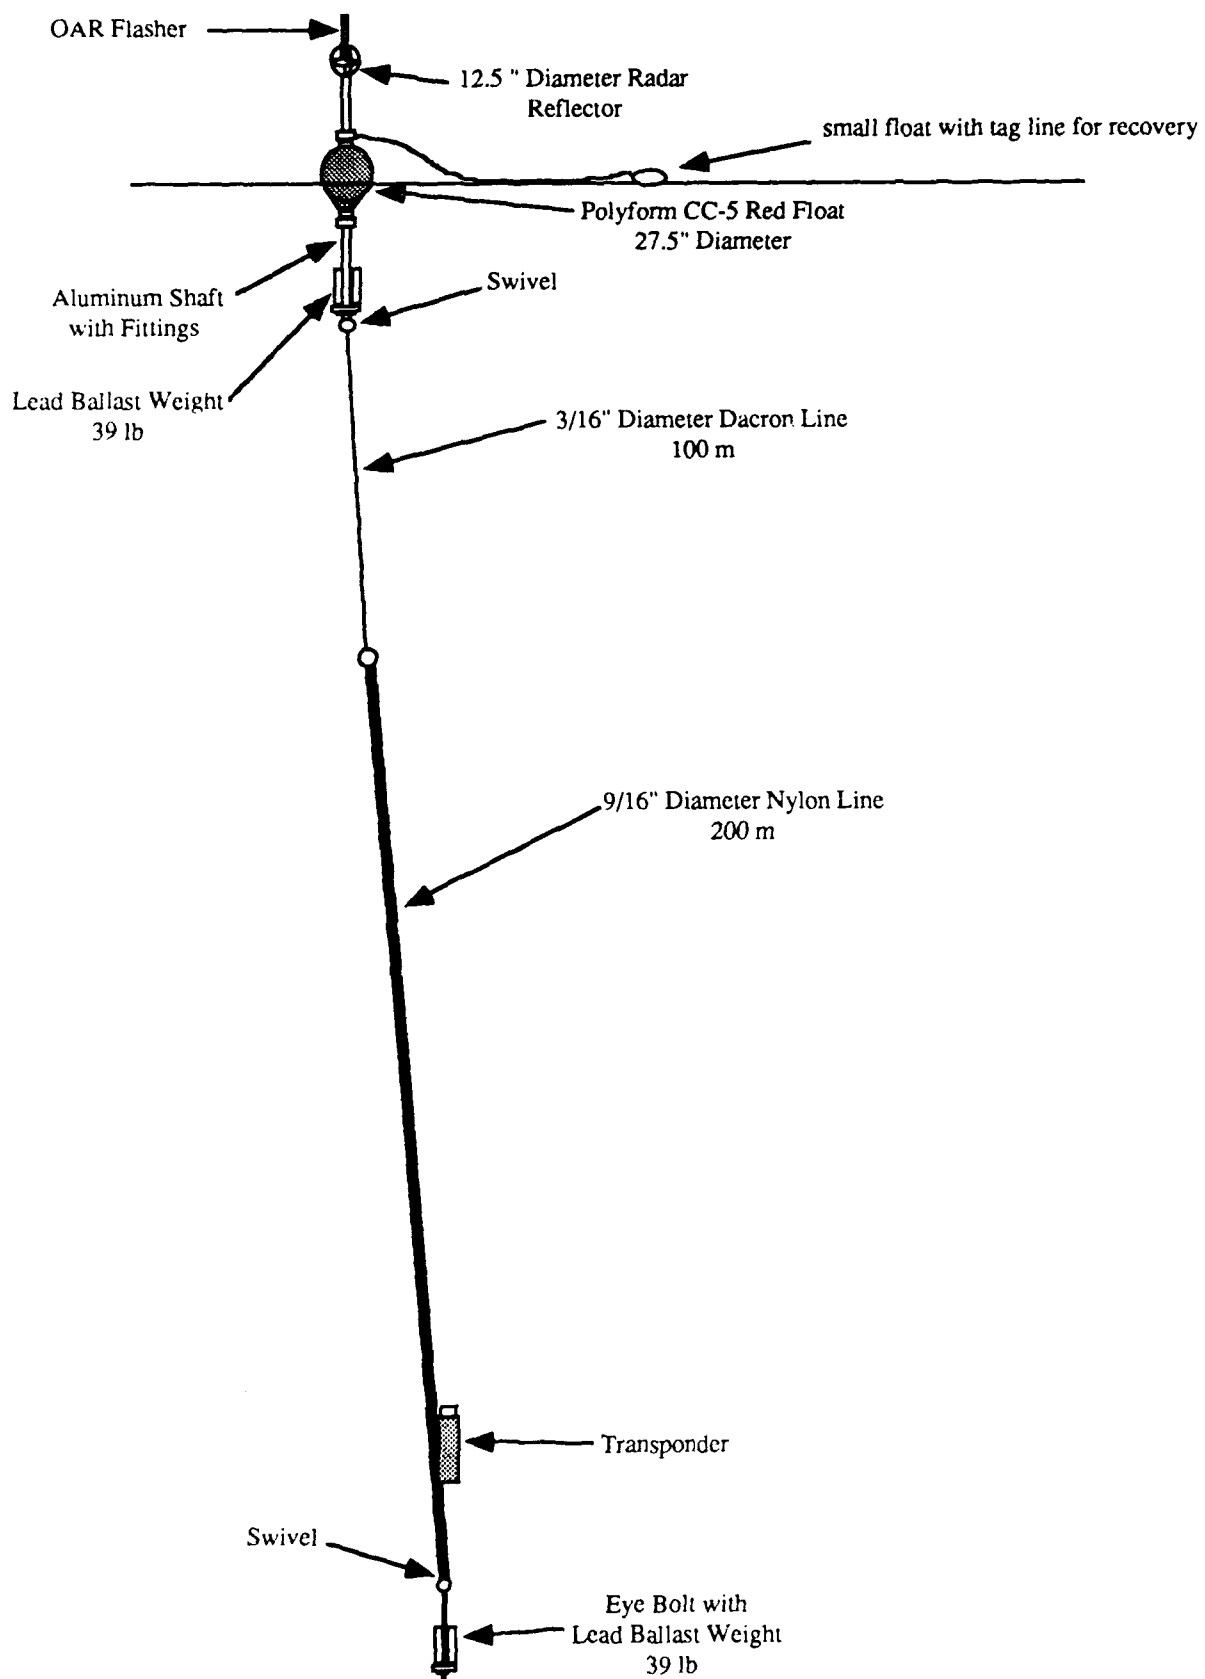 OAR Flasher
12.5 " Diameter Radar
Reflector
small float with tag line for recovery
Polyform CC-5 Red Float
27.5" Diameter
Swivel
Aluminum Shaft
with Fittings
Lead Ballast Weight
39 lb
3/16" Diameter Dacron Line
100 m
9/16" Diameter Nylon Line
200 m
Transponder
Swivel
Eye Bolt with
Lead Ballast Weight
39 lb